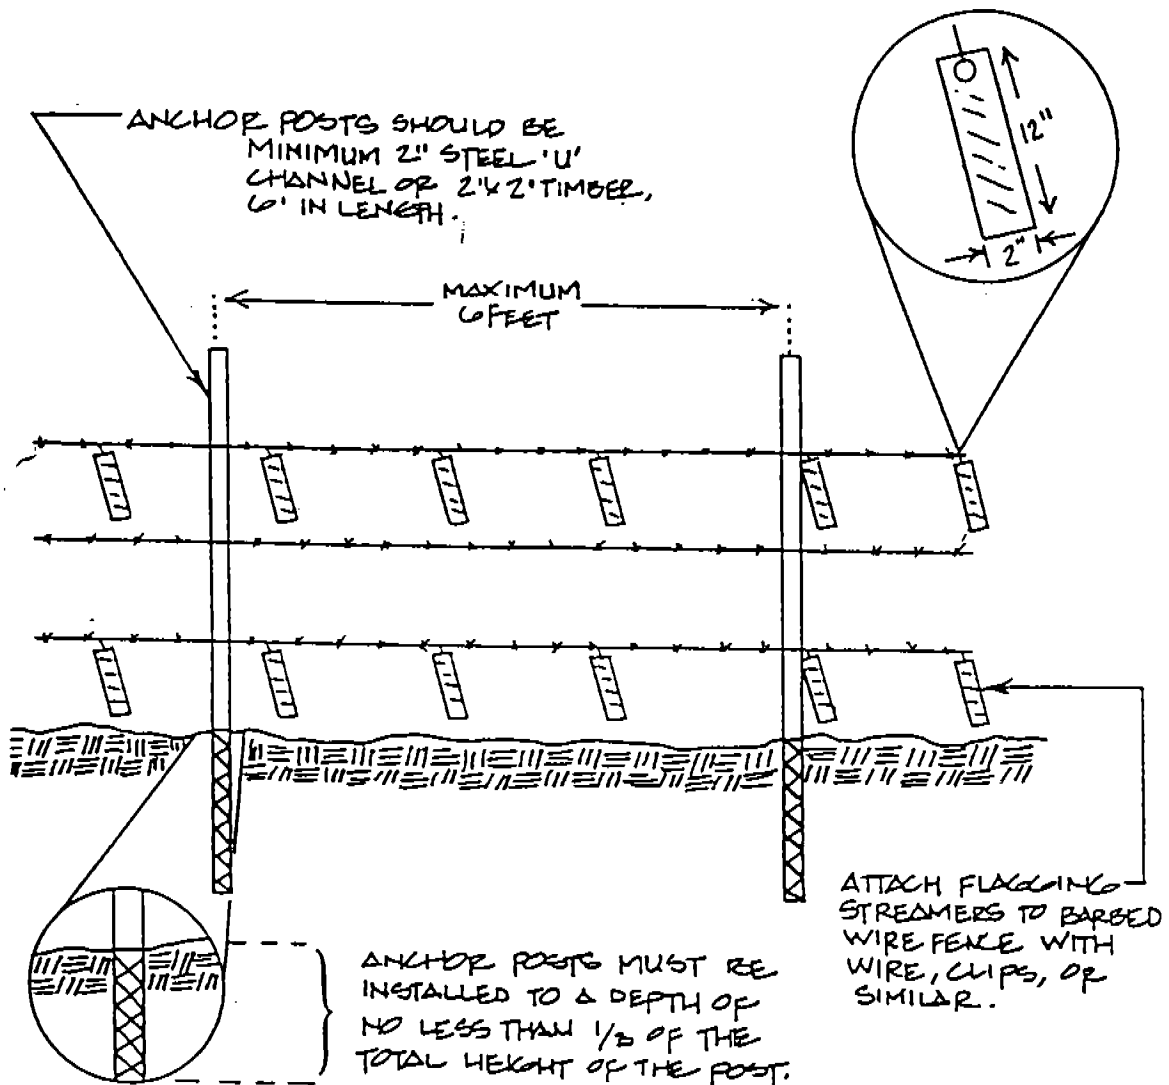 ANCHOR POSTS SHOULD BE
MINIMUM 2" STEEL 'U'
CHANNEL OR 2"X2" TIMBER,
6' IN LENGTH.
12"
2"
MAXIMUM
6 FEET
ATTACH FLAGGING
STREAMERS TO BARBED
WIRE FENCE WITH
WIRE, CLIPS, OR
SIMILAR.
ANCHOR POSTS MUST BE
INSTALLED TO A DEPTH OF
NO LESS THAN 1/3 OF THE
TOTAL HEIGHT OF THE POST.